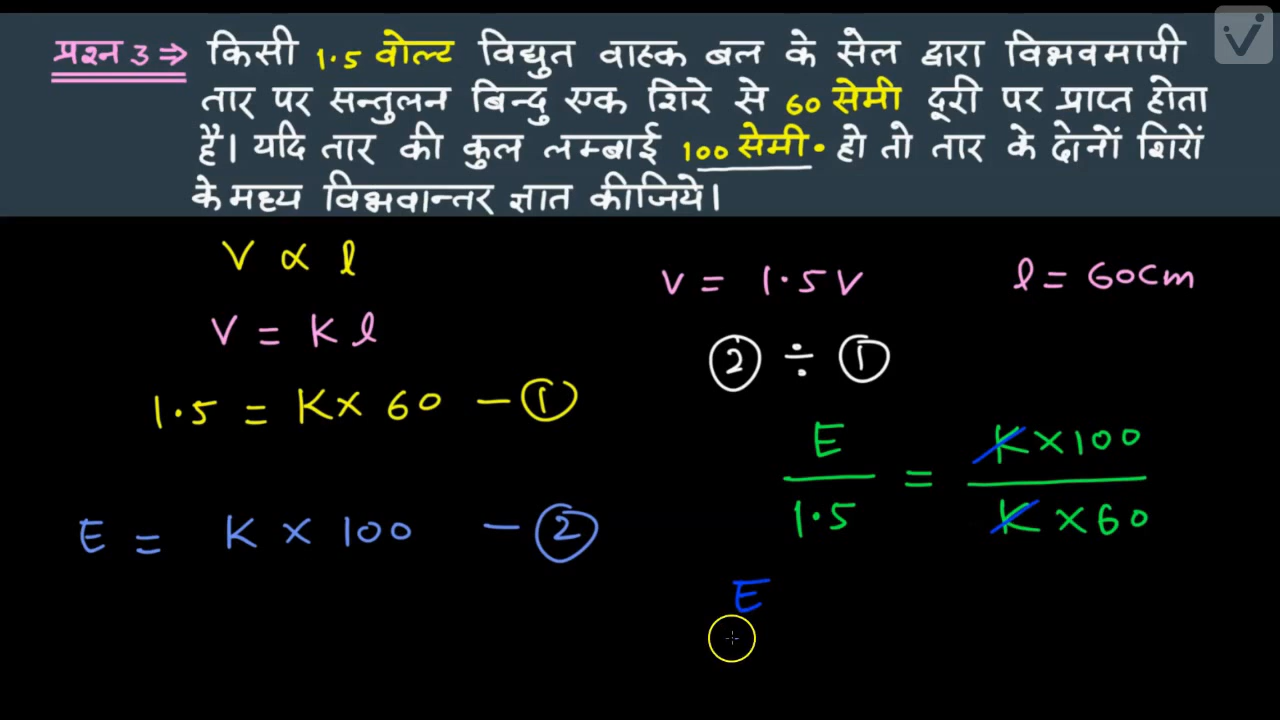 प्रश्न 3 ⇒ किसी 1.5 वोल्ट विद्युत वाहक बल के सेल द्वारा विभवमापी
तार पर सन्तुलन बिन्दु एक शिरे से 60 सेमी दूरी पर प्राप्त होता
है। यदि तार की कुल लम्बाई 100 सेमी. हो तो तार के दोनों शिरों
के मध्य विभवान्तर ज्ञात कीजिये।
V ∝ l
V = 1.5 V l = 60cm
V = K l
② ÷ ①
1.5 = K × 60 — ①
E / 1.5 = K × 100 / K × 60
E = K × 100 — ②
E